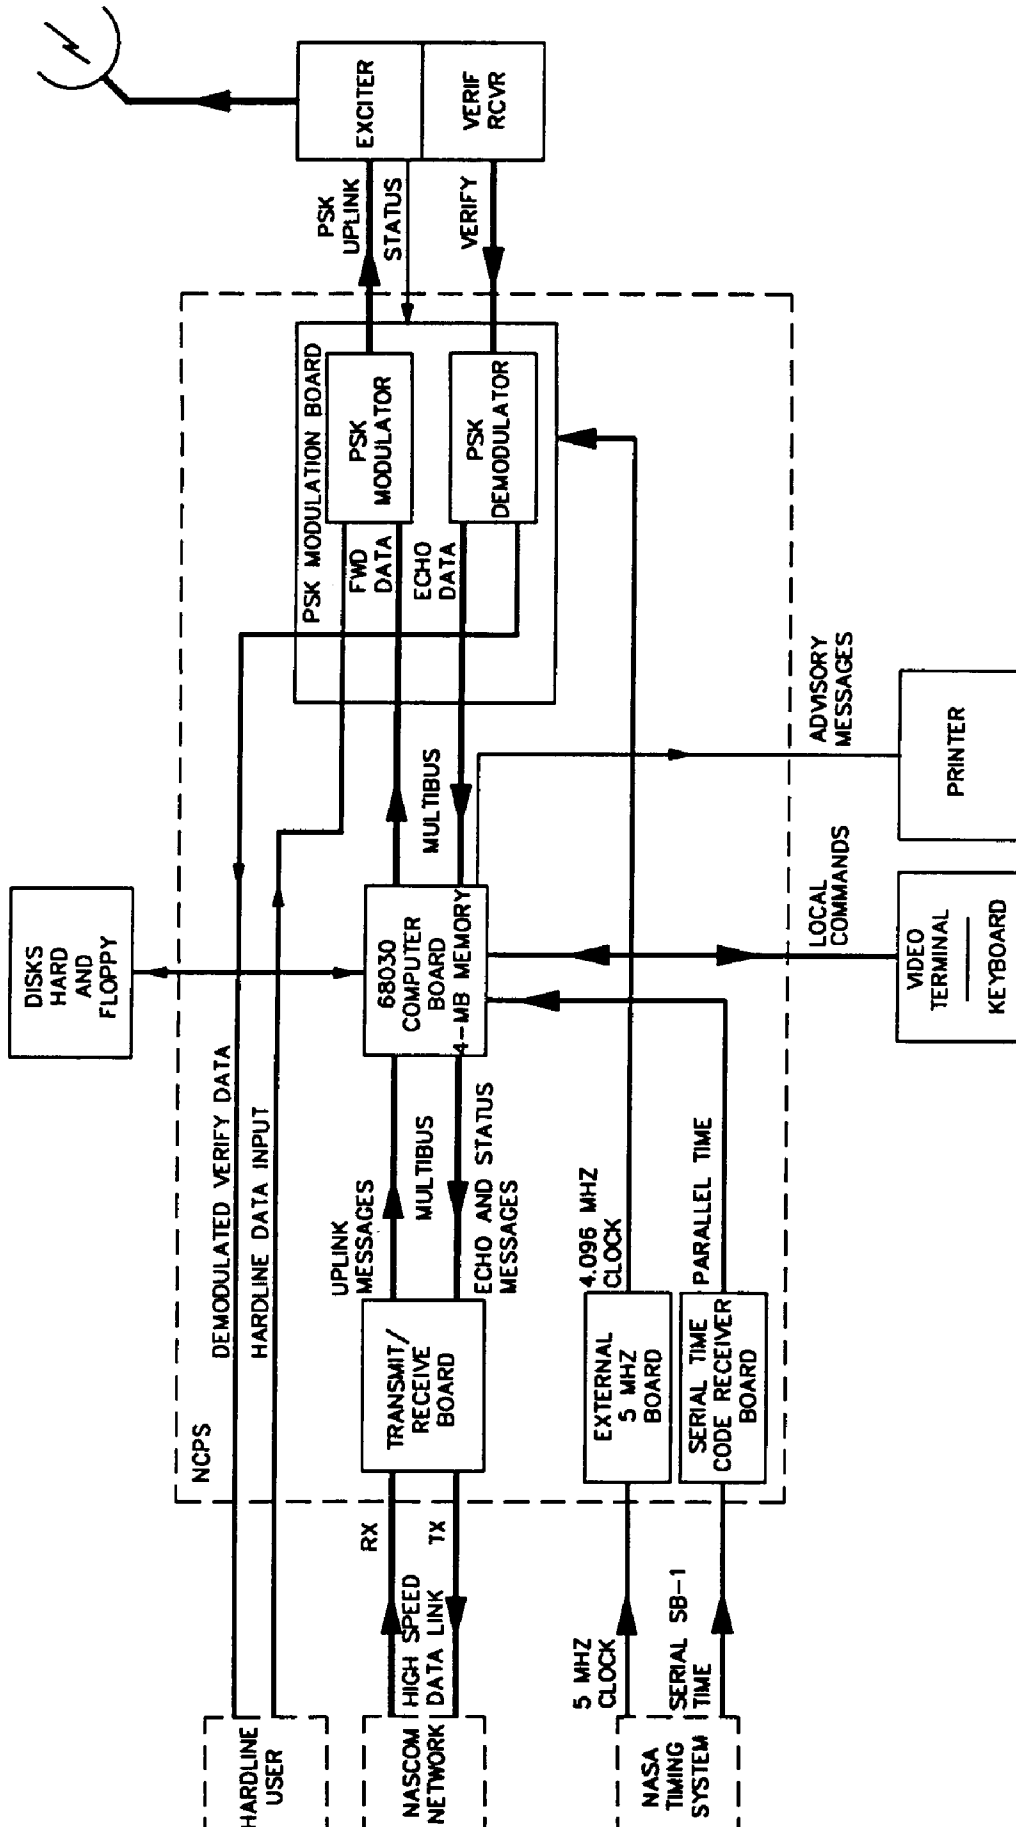 HARDLINE
USER
NASCOM
NETWORK
NASA
TIMING
SYSTEM
HIGH SPEED
DATA LINK
RX
TX
5 MHZ
CLOCK
SERIAL SB-1
TIME
NCPS
DEMODULATED VERIFY DATA
HARDLINE DATA INPUT
TRANSMIT/
RECEIVE
BOARD
EXTERNAL
5 MHZ
BOARD
SERIAL TIME
CODE RECEIVER
BOARD
UPLINK
MESSAGES
MULTIBUS
ECHO AND STATUS
MESSAGES
4.096 MHZ
CLOCK
PARALLEL TIME
DISKS
HARD
AND
FLOPPY
68030
COMPUTER
BOARD
4-MB MEMORY
LOCAL
COMMANDS
VIDEO
TERMINAL
KEYBOARD
MULTIBUS
ADVISORY
MESSAGES
PRINTER
PSK MODULATION BOARD
FWD
DATA
ECHO
DATA
PSK
MODULATOR
PSK
DEMODULATOR
PSK
UPLINK
STATUS
VERIFY
EXCITER
VERIF
RCVR